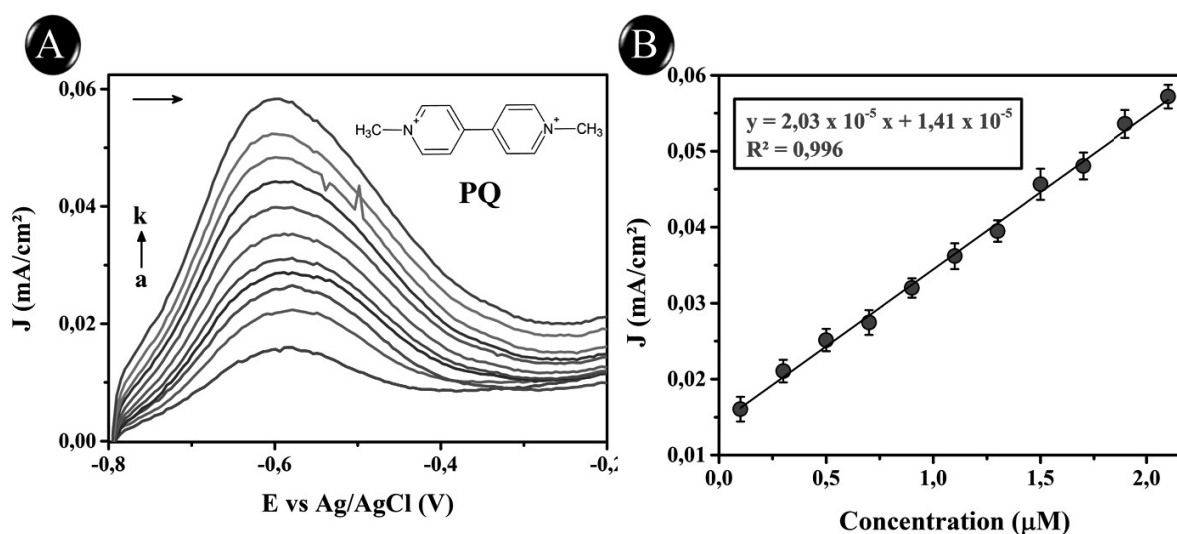 A
J (mA/cm²)
0,06
0,04
0,02
0,00
-0,8
-0,6
-0,4
-0,2
E vs Ag/AgCl (V)
k
a
H₃C
N
+
N
+
CH₃
PQ
B
J (mA/cm²)
0,06
0,05
0,04
0,03
0,02
0,01
0,0
0,5
1,0
1,5
2,0
Concentration (μM)
y = 2,03 x 10⁻⁵ x + 1,41 x 10⁻⁵
R² = 0,996